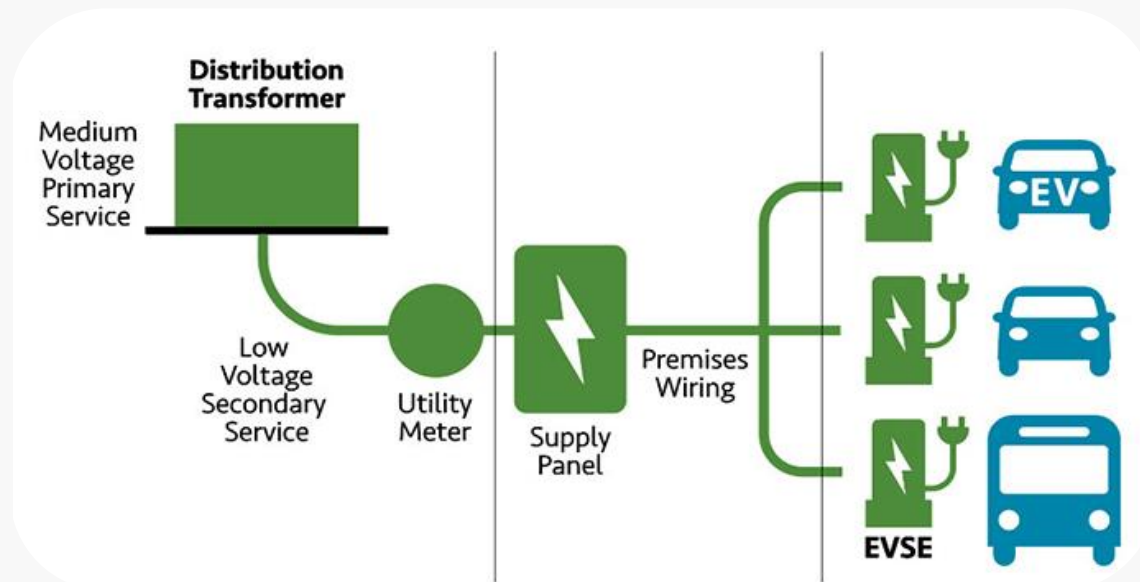 Distribution
Transformer
Medium
Voltage
Primary
Service
Low
Voltage
Secondary
Service
Utility
Meter
Supply
Panel
Premises
Wiring
EV
EVSE